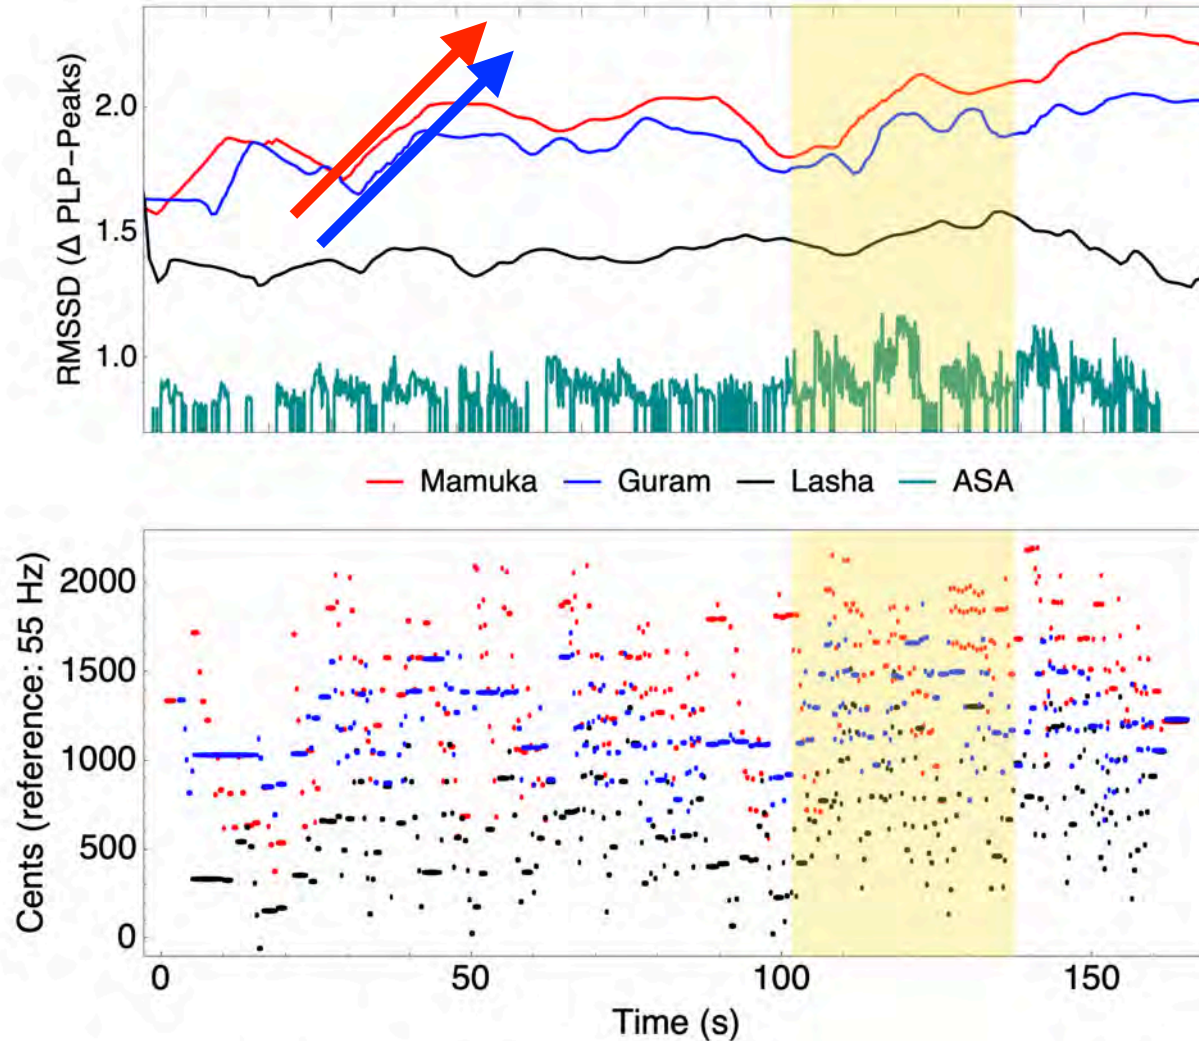 RMSSD (Δ PLP−Peaks)
2.0
1.5
1.0
Mamuka Guram Lasha ASA
Cents (reference: 55 Hz)
2000
1500
1000
500
0
0 50 100 150
Time (s)